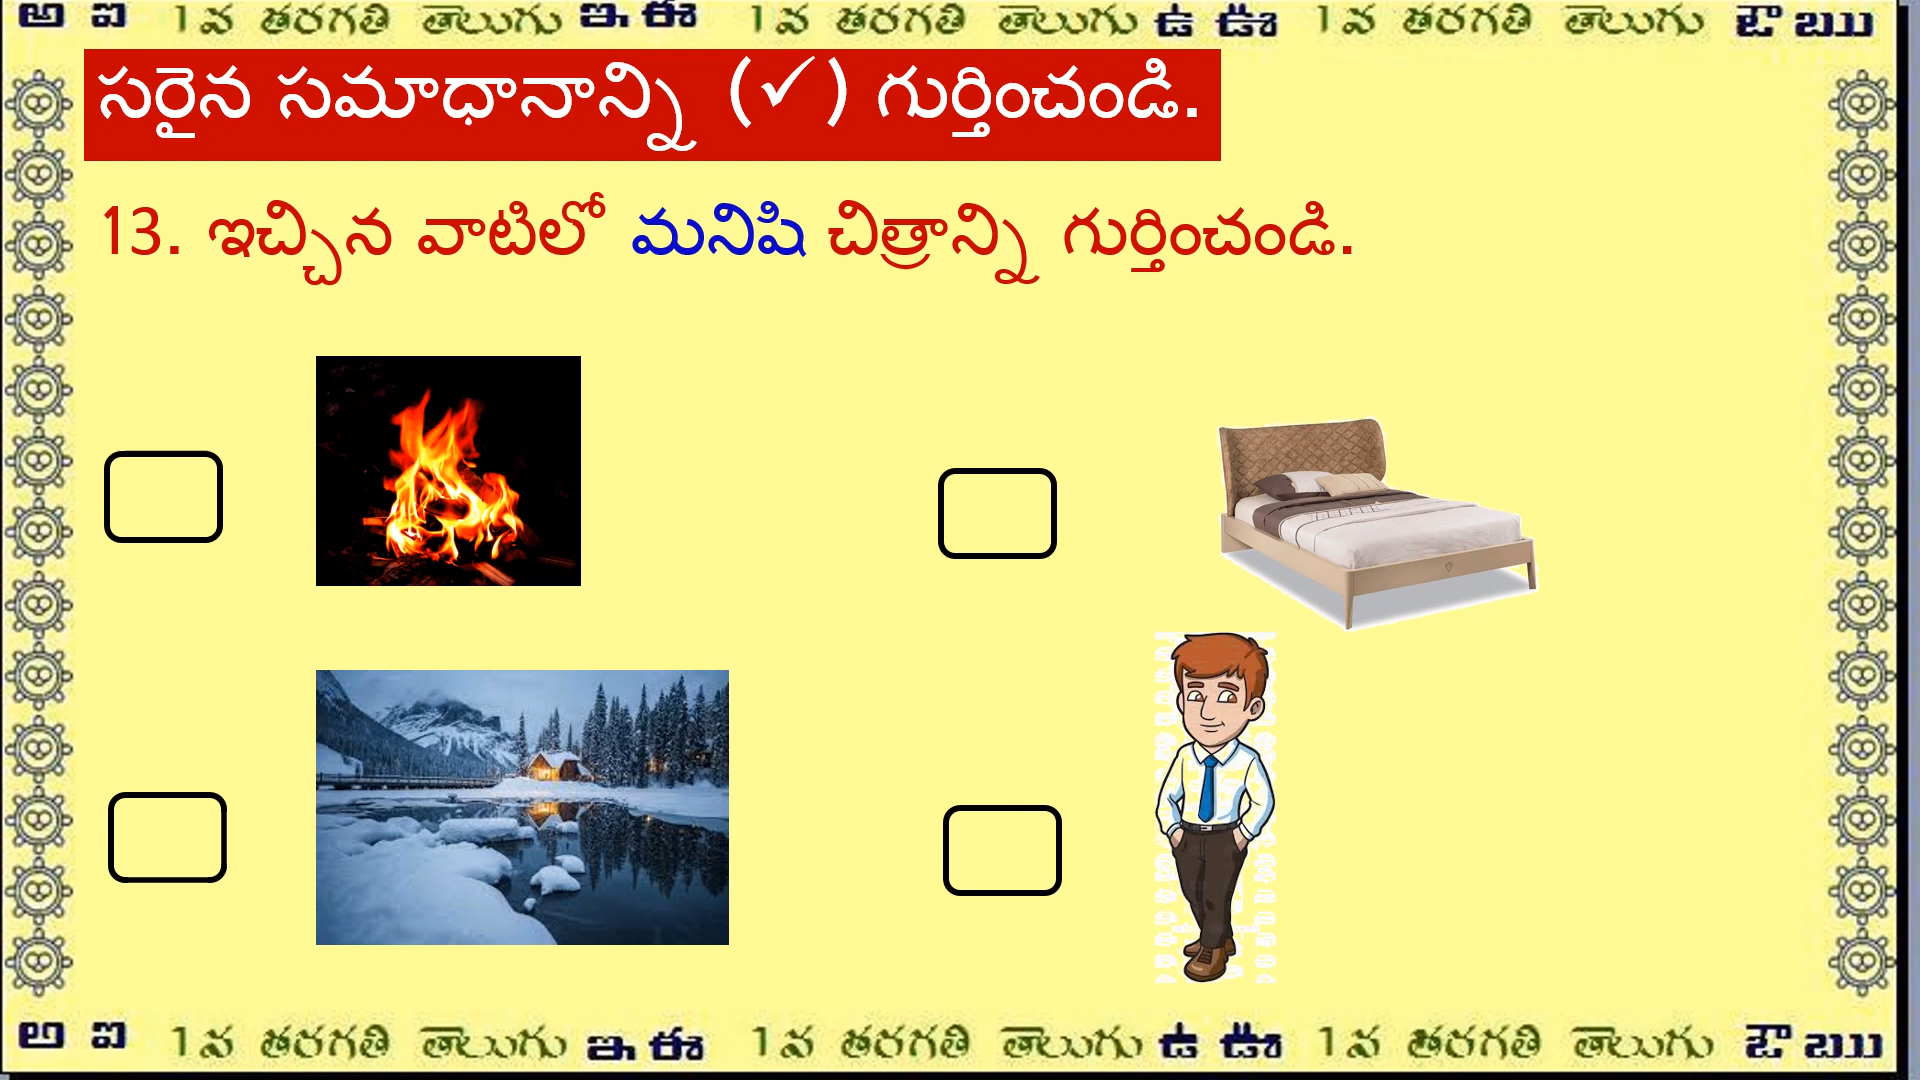 అ ఐ 1వ తరగతి తెలుగు ఇ ఈ 1వ తరగతి తెలుగు ఉ ఊ 1వ తరగతి తెలుగు ఔ ఋ
సరైన సమాధానాన్ని (✓) గుర్తించండి.
13. ఇచ్చిన వాటిలో మనిషి చిత్రాన్ని గుర్తించండి.
అ ఐ 1వ తరగతి తెలుగు ఇ ఈ 1వ తరగతి తెలుగు ఉ ఊ 1వ తరగతి తెలుగు ఔ ఋ